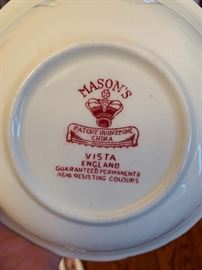 MASON'S
PATENT IRONSTONE
CHINA
VISTA
ENGLAND
GUARANTEED PERMANENT &
ACID RESISTING COLOURS